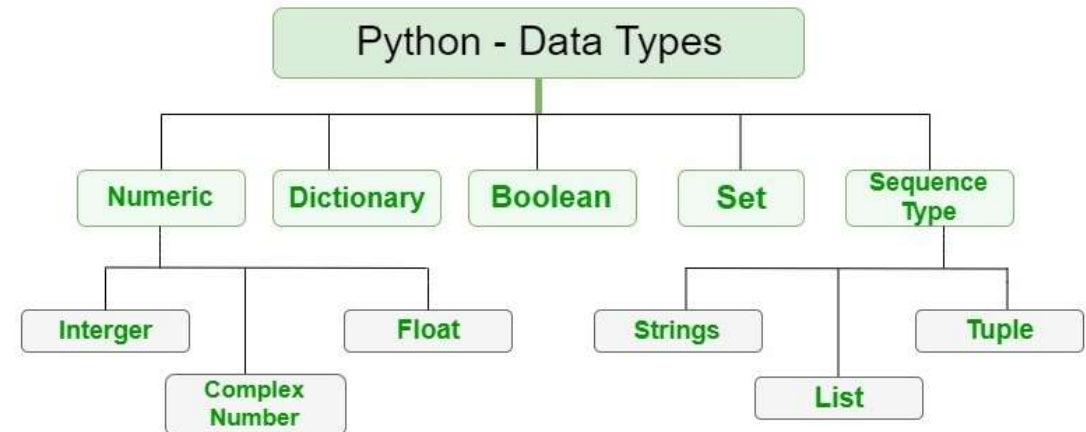 Python - Data Types
Numeric
Dictionary
Boolean
Set
Sequence
Type
Interger
Float
Strings
Tuple
Complex
Number
List